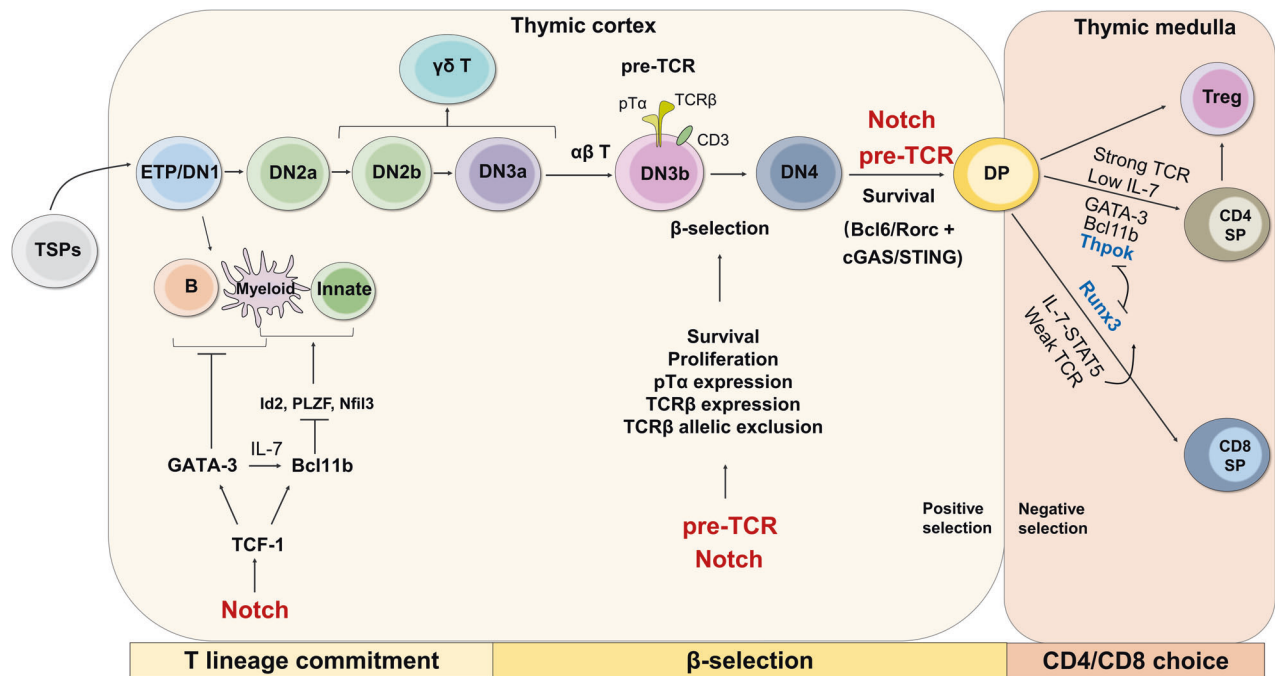 Thymic cortex
Thymic medulla
γδ T
pre-TCR
pTα
TCRβ
CD3
Notch
pre-TCR
Treg
TSPs
ETP/DN1
DN2a
DN2b
DN3a
αβ T
DN3b
DN4
DP
Survival
(Bcl6/Rorc +
cGAS/STING)
β-selection
Strong TCR
Low IL-7
GATA-3
Bcl11b
Thpok
CD4
SP
Runx3
IL-7-STAT5
Weak TCR
CD8
SP
B
Myeloid
Innate
Id2, PLZF, Nfil3
GATA-3
IL-7
Bcl11b
TCF-1
Notch
Survival
Proliferation
pTα expression
TCRβ expression
TCRβ allelic exclusion
pre-TCR
Notch
Positive
selection
Negative
selection
T lineage commitment
β-selection
CD4/CD8 choice